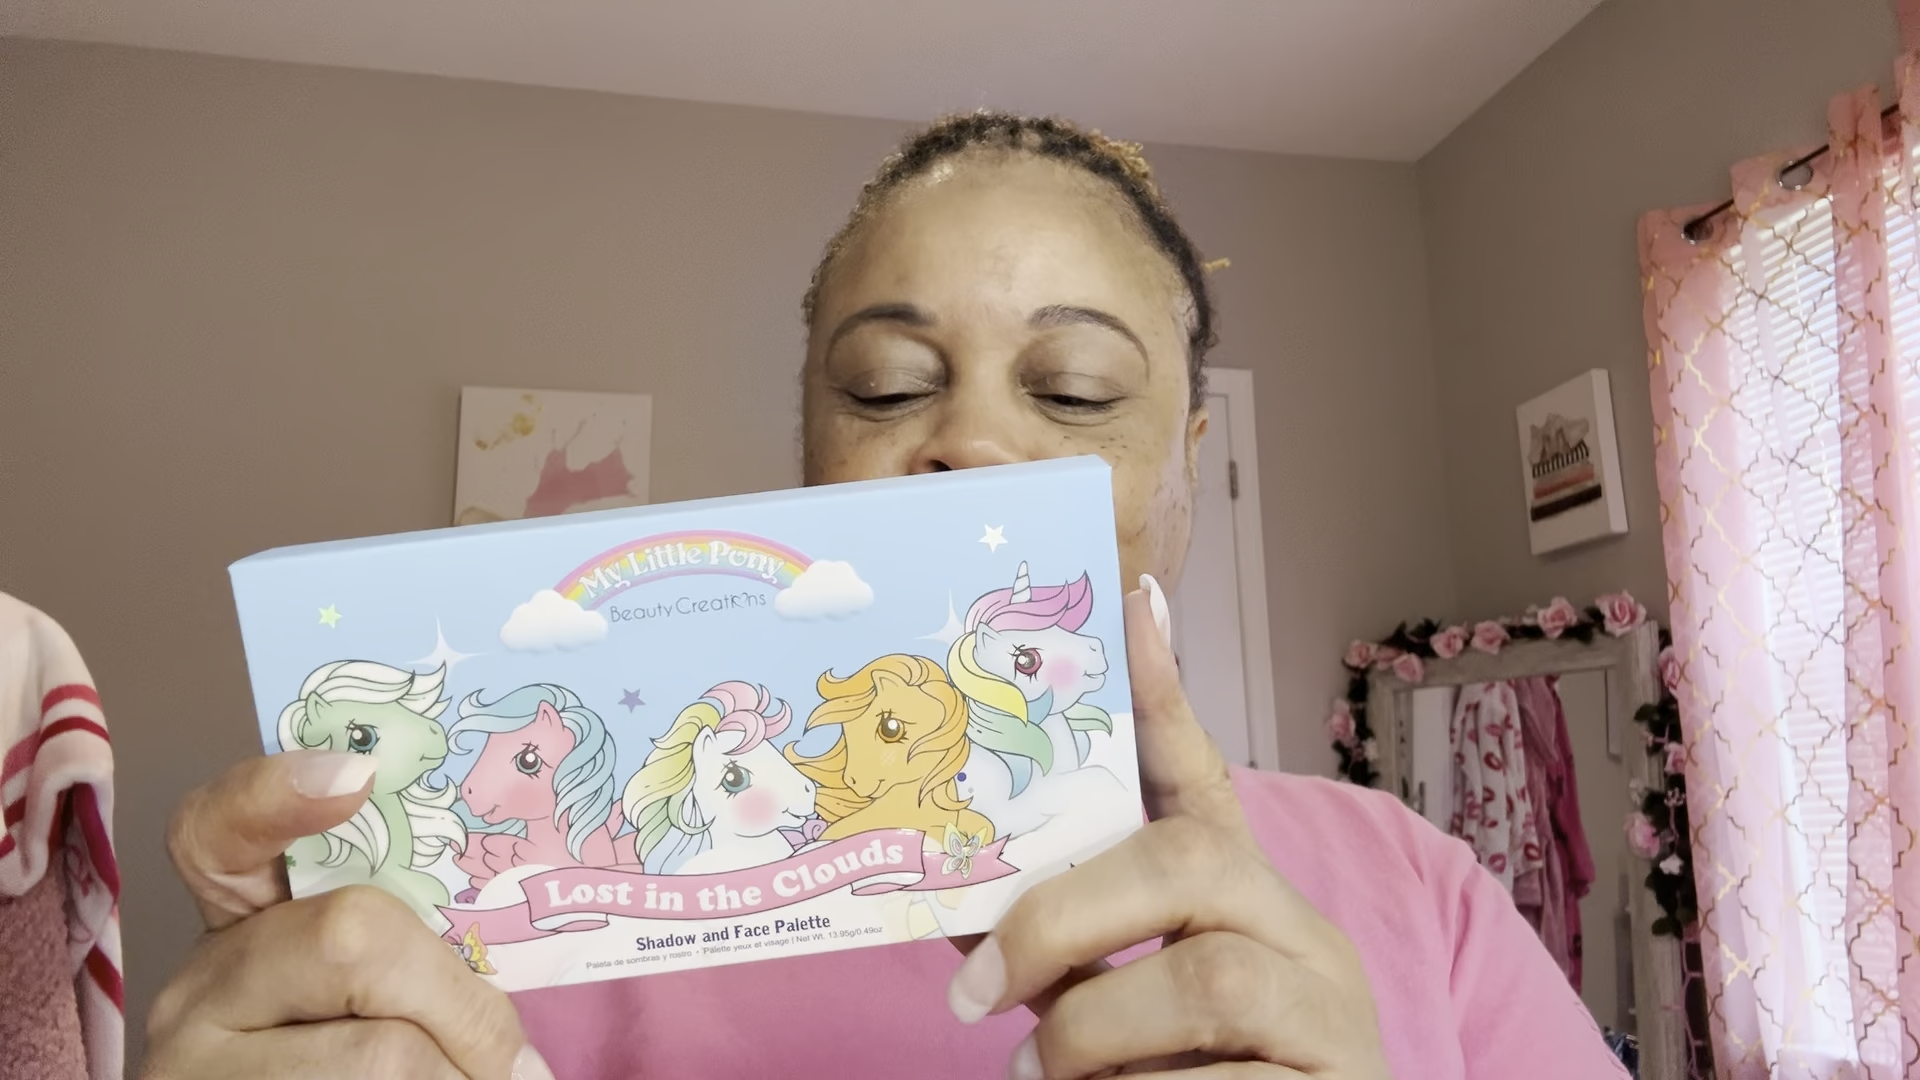 My Little Pony
Beauty Creations
Lost in the Clouds
Shadow and Face Palette
Paleta de sombras y rostro • Palette yeux et visage | Net Wt. 13.95g/0.49oz